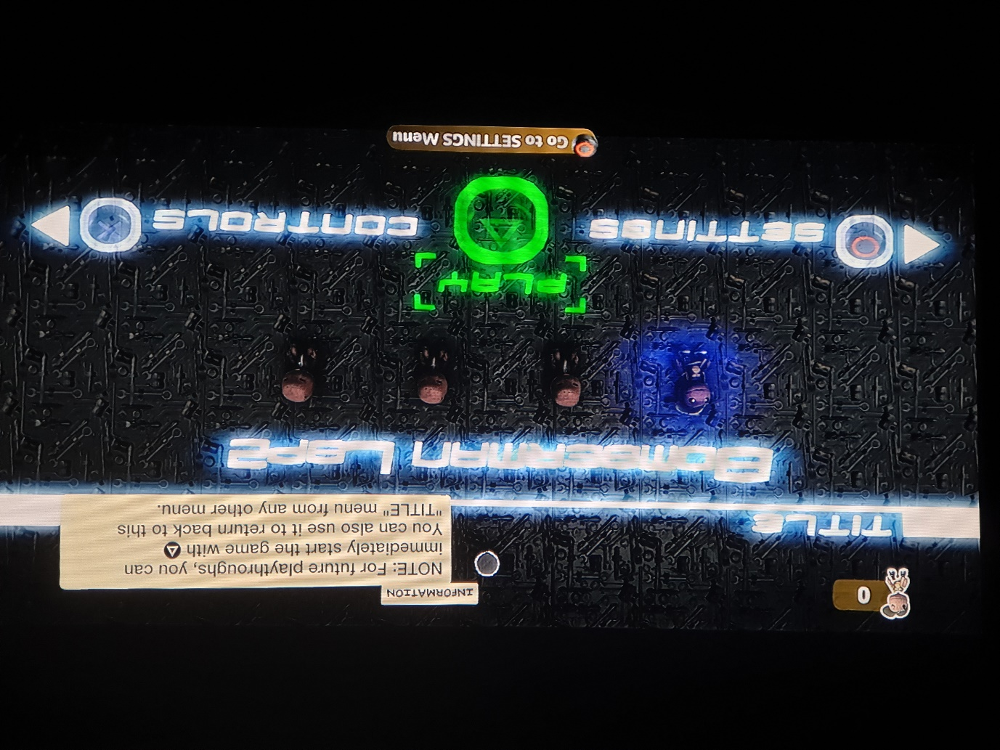 0
INFORMATION
NOTE: For future playthroughs, you can
immediately start the game with
You can also use it to return back to this
"TITLE" menu from any other menu.
TITLE
BOMBERMAN LBP2
PLAY
SETTINGS
CONTROLS
Go to SETTINGS Menu